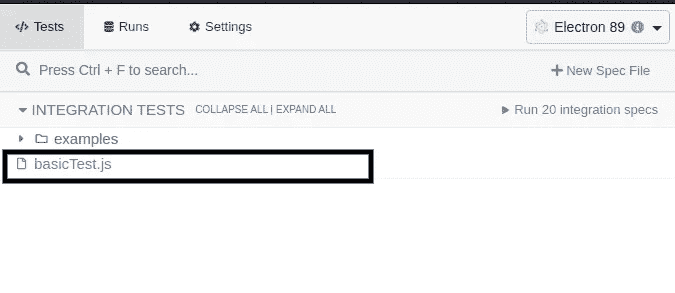 </> Tests Runs Settings Electron 89
Press Ctrl + F to search... New Spec File
INTEGRATION TESTS COLLAPSE ALL | EXPAND ALL Run 20 integration specs
examples
basicTest.js